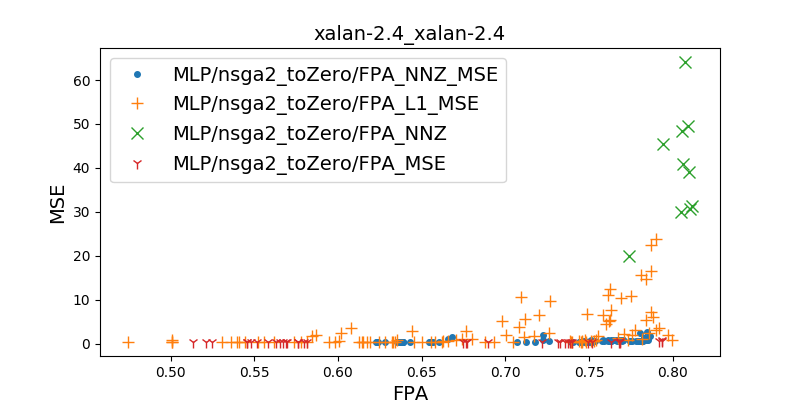 xalan-2.4_xalan-2.4
MLP/nsga2_toZero/FPA_NNZ_MSE
MLP/nsga2_toZero/FPA_L1_MSE
MLP/nsga2_toZero/FPA_NNZ
MLP/nsga2_toZero/FPA_MSE
MSE
60
50
40
30
20
10
0
0.50 0.55 0.60 0.65 0.70 0.75 0.80
FPA